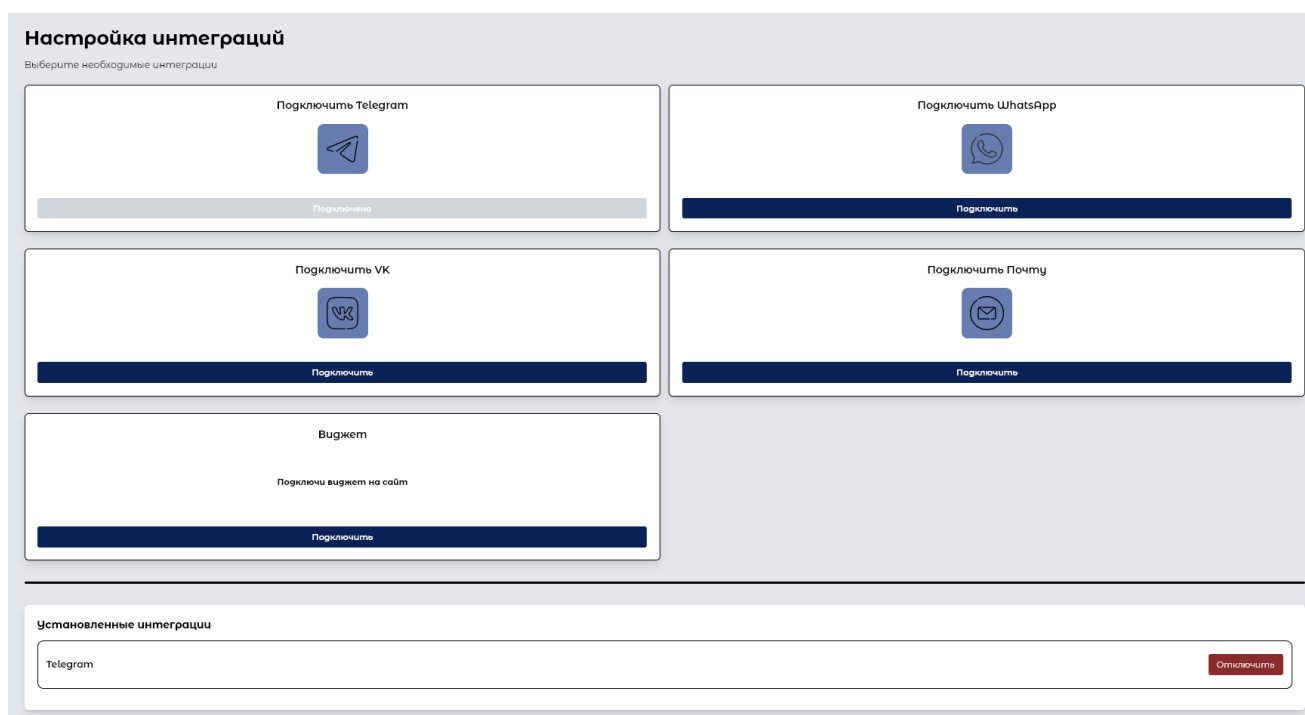 Настройка интеграций
Выберите необходимые интеграции
Подключить Telegram
Подключено
Подключить WhatsApp
Подключить
Подключить VK
VK
Подключить
Подключить Почту
Подключить
Виджет
Подключи виджет на сайт
Подключить
Установленные интеграции
Telegram
Отключить